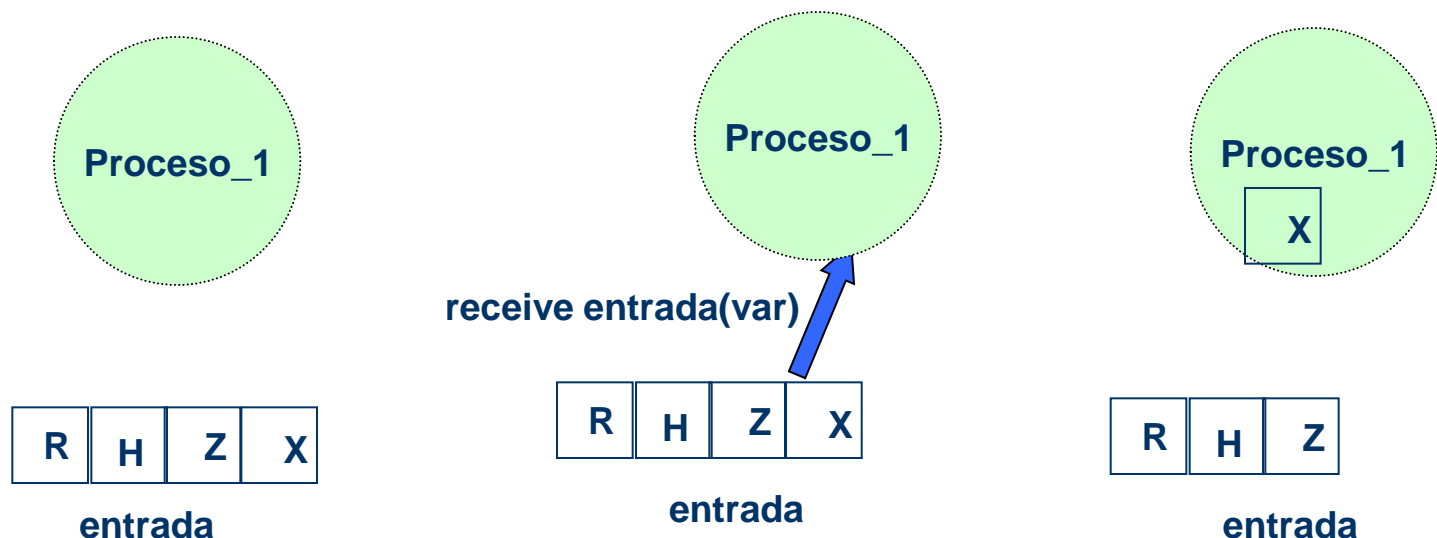 Proceso_1
R H Z X
entrada
Proceso_1
receive entrada(var)
R H Z X
entrada
Proceso_1
X
R H Z
entrada